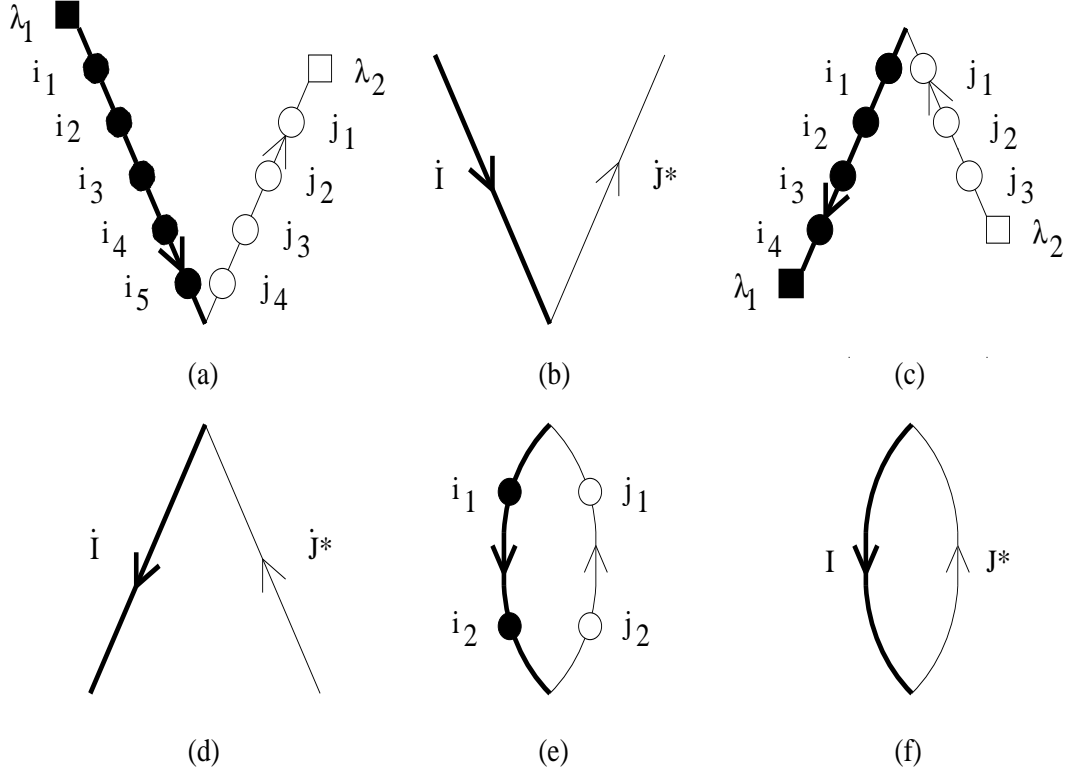 λ1
i1
i2
i3
i4
i5
λ2
j1
j2
j3
j4
(a)
İ
J̇*
(b)
i1
i2
i3
i4
λ1
j1
j2
j3
λ2
(c)
İ
J̇*
(d)
i1
i2
j1
j2
(e)
I
J*
(f)